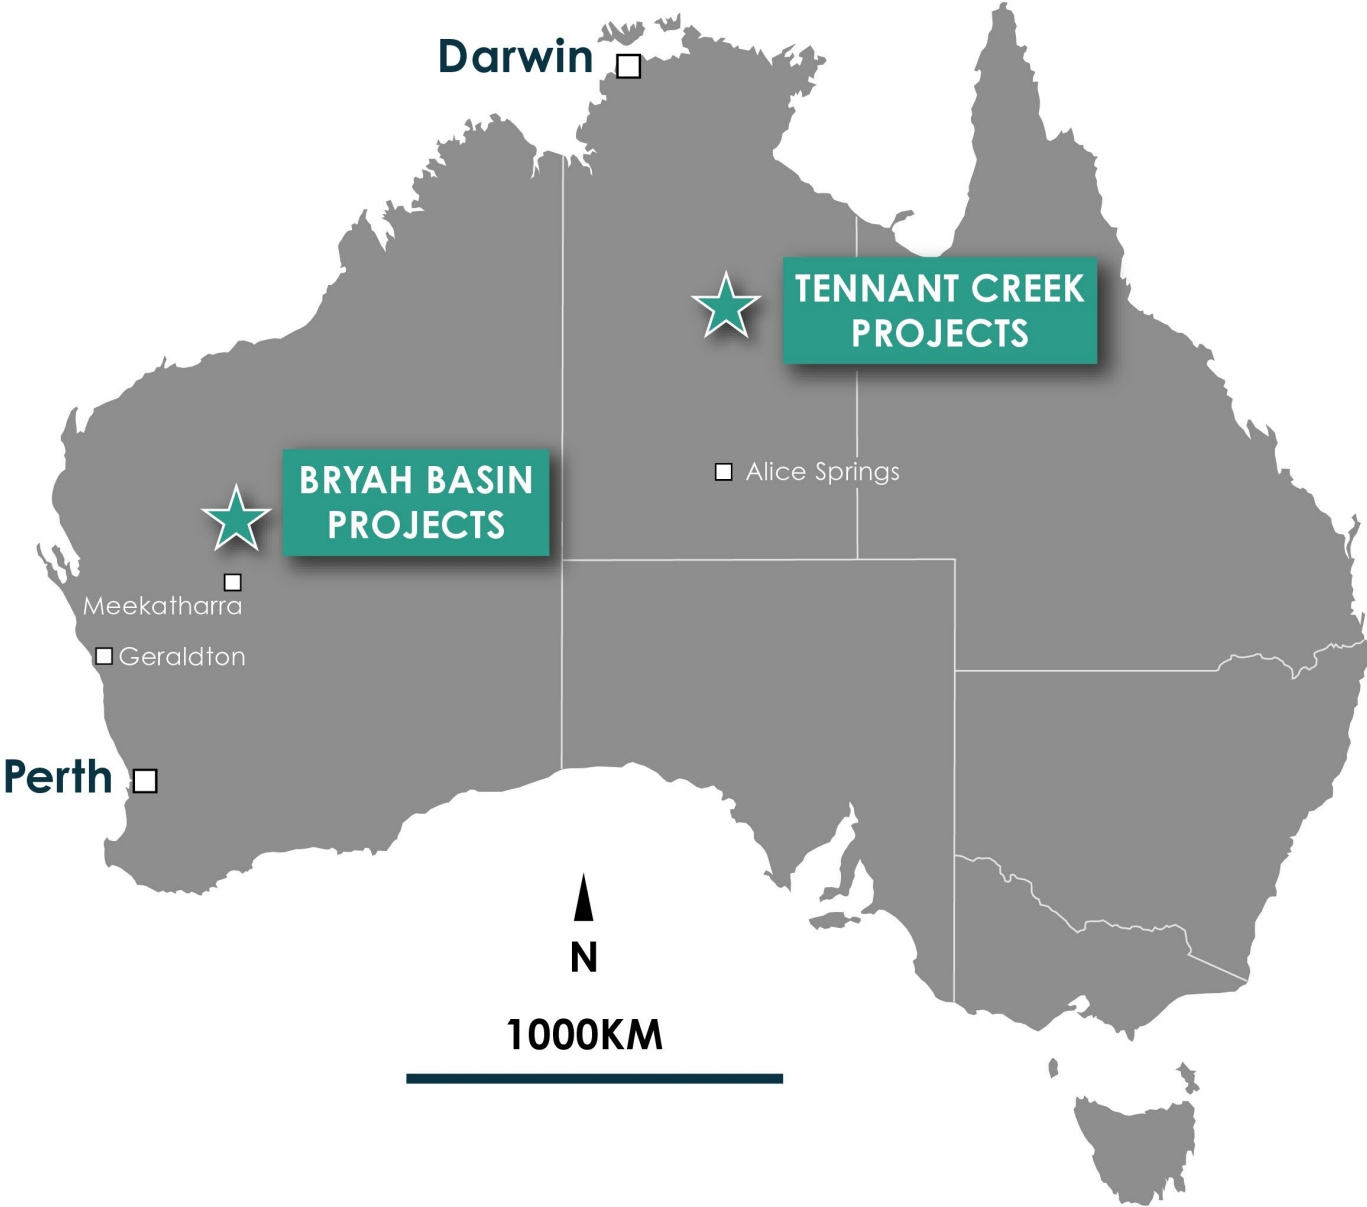 Darwin
TENNANT CREEK
PROJECTS
Alice Springs
BRYAH BASIN
PROJECTS
Meekatharra
Geraldton
Perth
N
1000KM